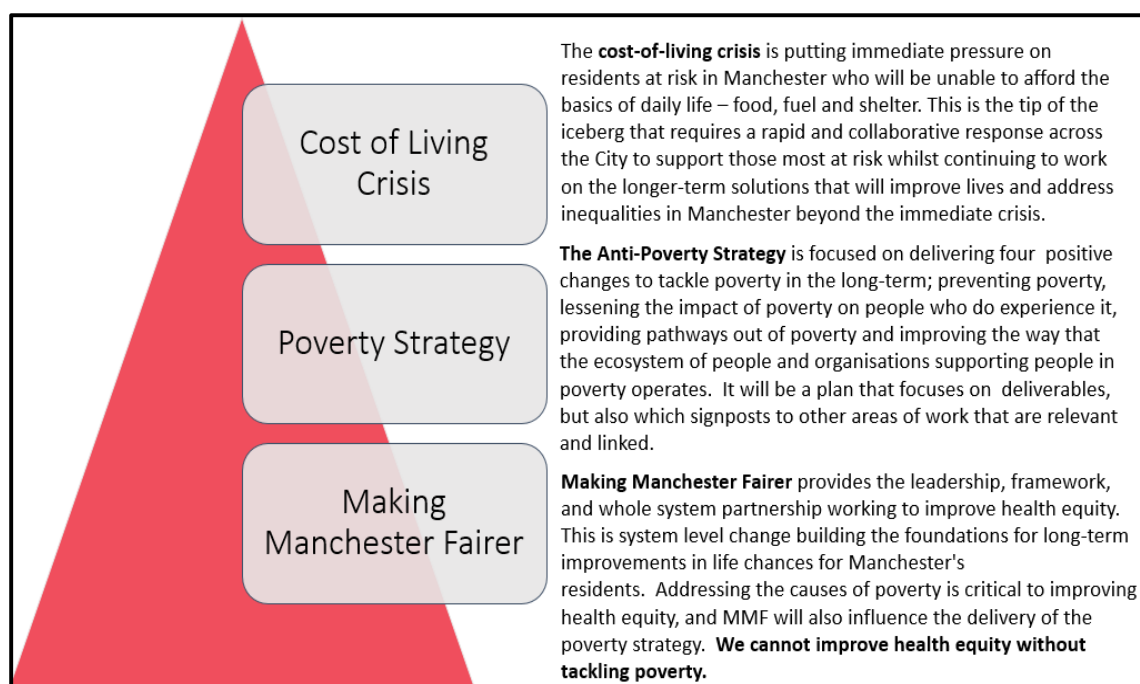 Cost of Living
Crisis
The cost-of-living crisis is putting immediate pressure on
residents at risk in Manchester who will be unable to afford the
basics of daily life – food, fuel and shelter. This is the tip of the
iceberg that requires a rapid and collaborative response across
the City to support those most at risk whilst continuing to work
on the longer-term solutions that will improve lives and address
inequalities in Manchester beyond the immediate crisis.
Poverty Strategy
The Anti-Poverty Strategy is focused on delivering four  positive
changes to tackle poverty in the long-term; preventing poverty,
lessening the impact of poverty on people who do experience it,
providing pathways out of poverty and improving the way that
the ecosystem of people and organisations supporting people in
poverty operates.  It will be a plan that focuses on  deliverables,
but also which signposts to other areas of work that are relevant
and linked.
Making
Manchester Fairer
Making Manchester Fairer provides the leadership, framework,
and whole system partnership working to improve health equity.
This is system level change building the foundations for long-term
improvements in life chances for Manchester's
residents.  Addressing the causes of poverty is critical to improving
health equity, and MMF will also influence the delivery of the
poverty strategy.  We cannot improve health equity without
tackling poverty.